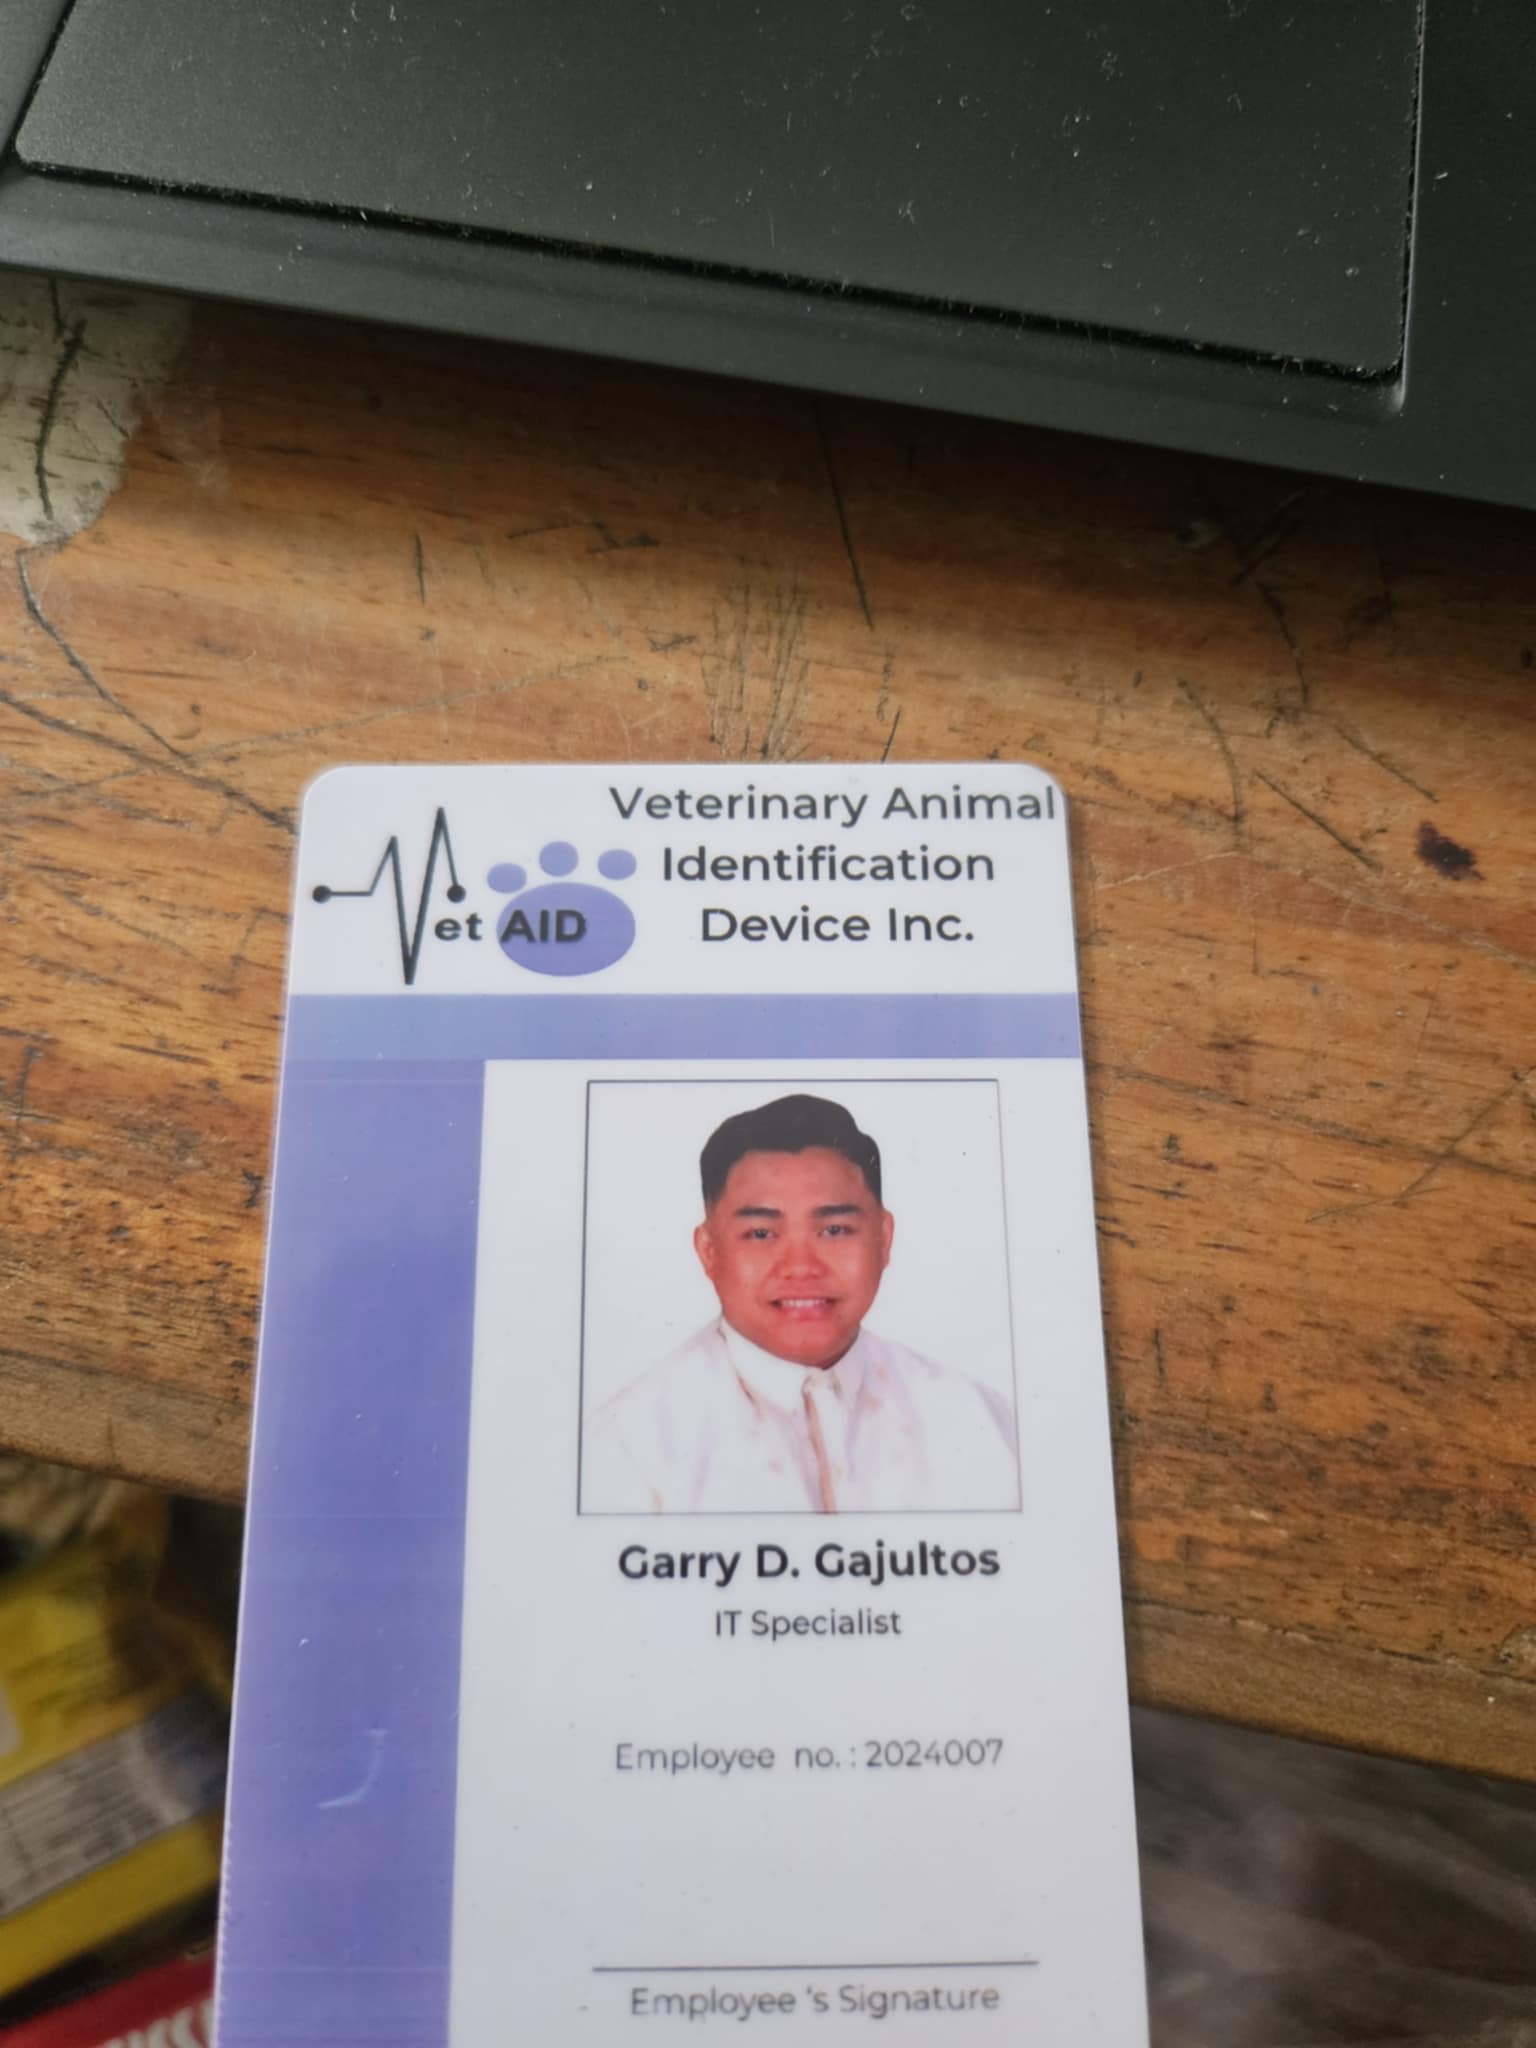 Vet AID
Veterinary Animal
Identification
Device Inc.
Garry D. Gajultos
IT Specialist
Employee no. : 2024007
Employee 's Signature